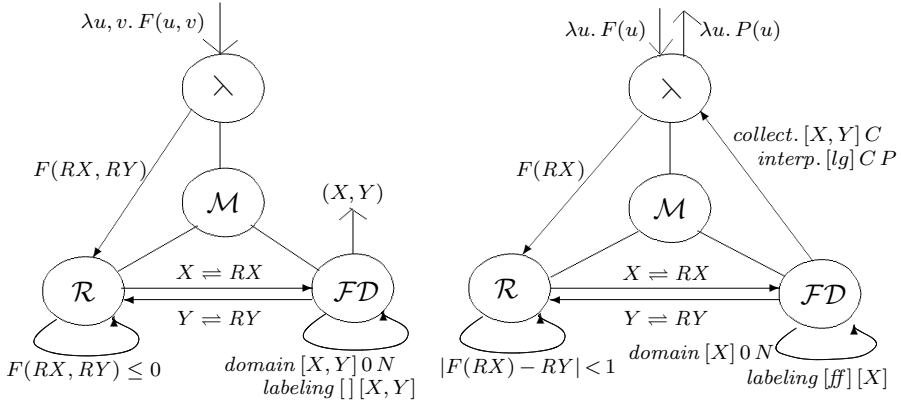 λu, v. F(u, v)
λ
F(RX, RY)
M
(X, Y)
X ⇌ RX
R
FD
Y ⇌ RY
F(RX, RY) ≤ 0
domain [X, Y] 0 N
labeling [ ] [X, Y]
λu. F(u)
λu. P(u)
λ
collect. [X, Y] C
interp. [lg] C P
F(RX)
M
X ⇌ RX
R
FD
Y ⇌ RY
|F(RX) − RY| < 1
domain [X] 0 N
labeling [ff] [X]